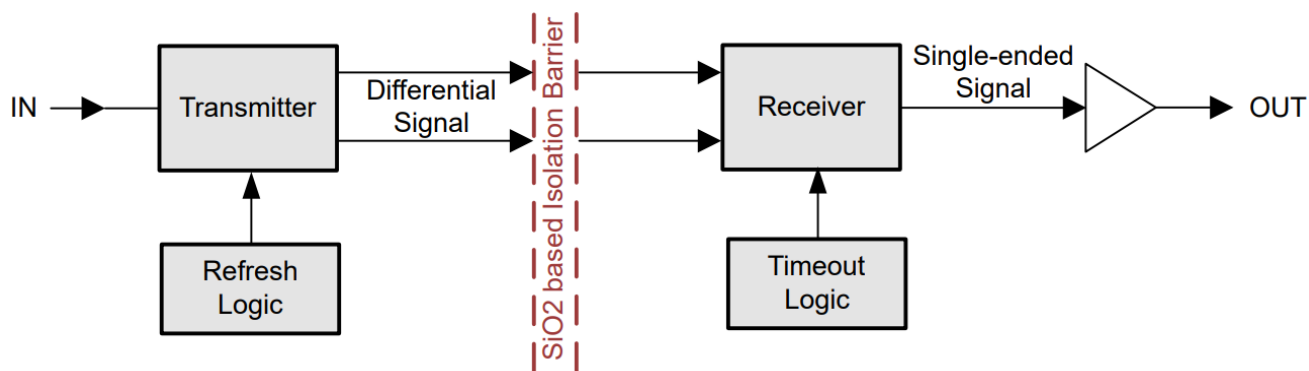 IN
Transmitter
Differential
Signal
SiO2 based Isolation Barrier
Receiver
Single-ended
Signal
OUT
Refresh
Logic
Timeout
Logic